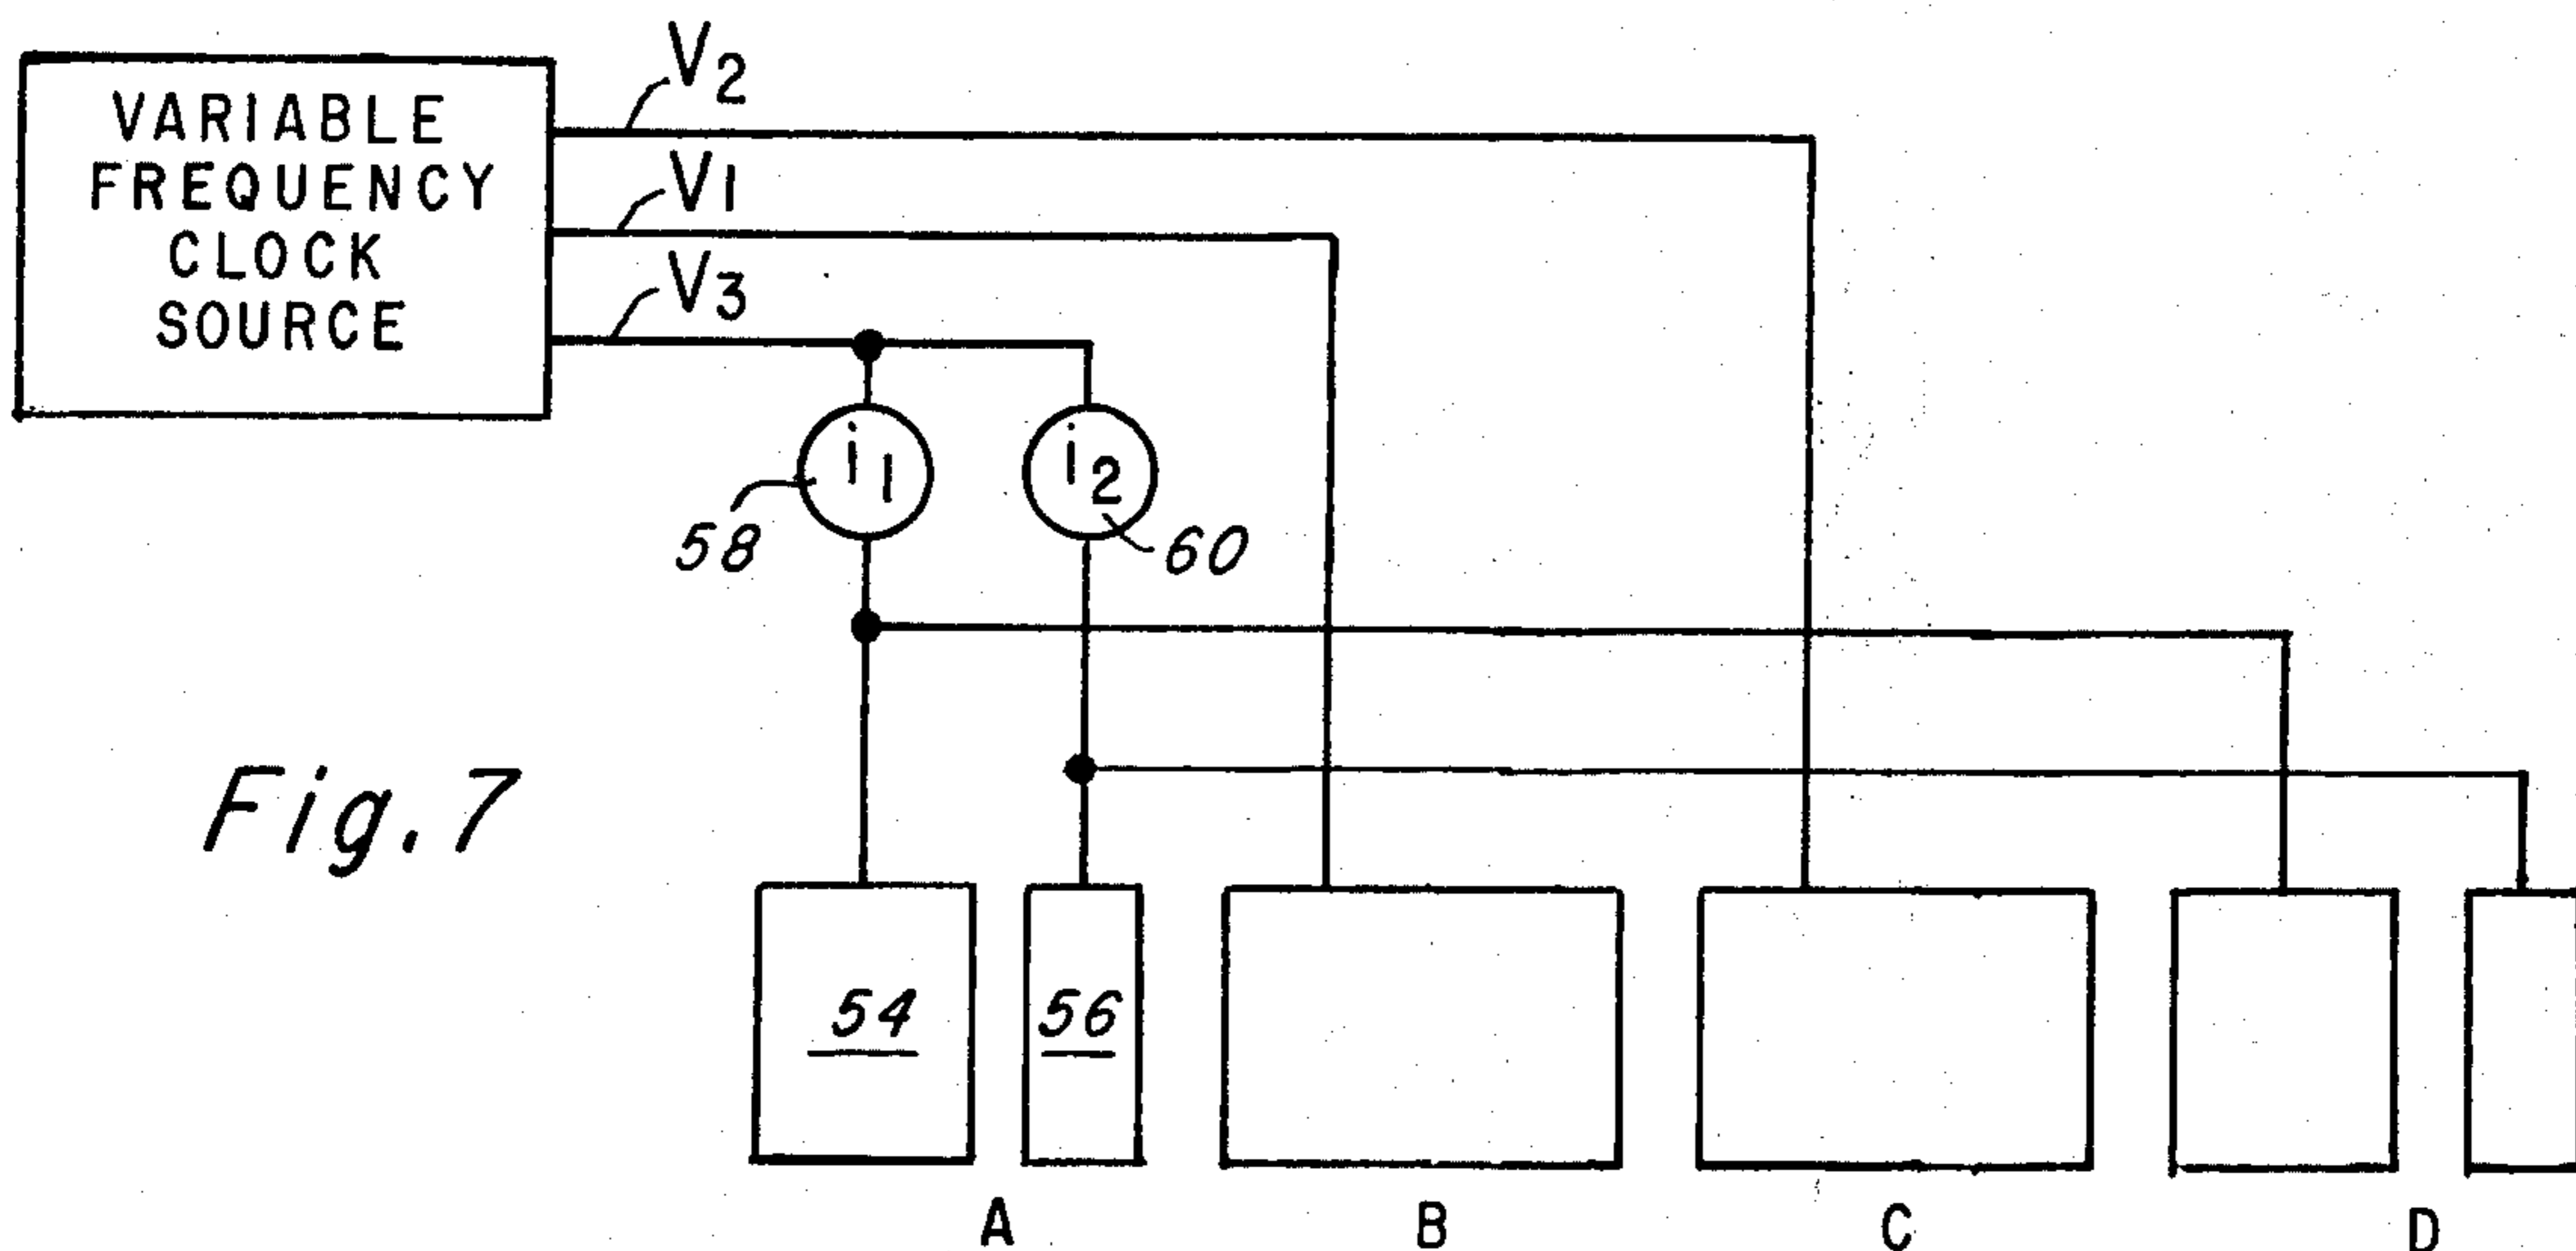 V2
VARIABLE
FREQUENCY
CLOCK
SOURCE
V1
V3
i1
i2
58
60
Fig. 7
54
56
A
B
C
D